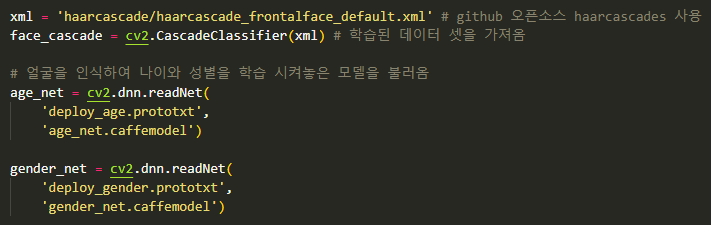 xml = 'haarcascade/haarcascade_frontalface_default.xml' # github 오픈소스 haarcascades 사용
face_cascade = cv2.CascadeClassifier(xml) # 학습된 데이터 셋을 가져옴
# 얼굴을 인식하여 나이와 성별을 학습 시켜놓은 모델을 불러옴
age_net = cv2.dnn.readNet(
'deploy_age.prototxt',
'age_net.caffemodel')
gender_net = cv2.dnn.readNet(
'deploy_gender.prototxt',
'gender_net.caffemodel')